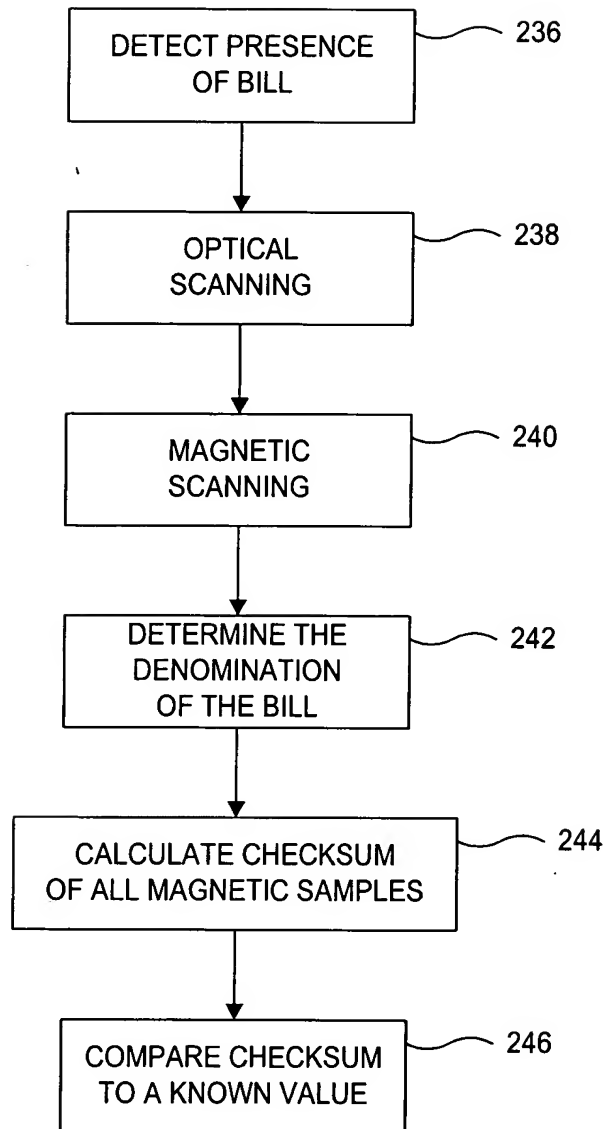 DETECT PRESENCE
OF BILL
236
OPTICAL
SCANNING
238
MAGNETIC
SCANNING
240
DETERMINE THE
DENOMINATION
OF THE BILL
242
CALCULATE CHECKSUM
OF ALL MAGNETIC SAMPLES
244
COMPARE CHECKSUM
TO A KNOWN VALUE
246